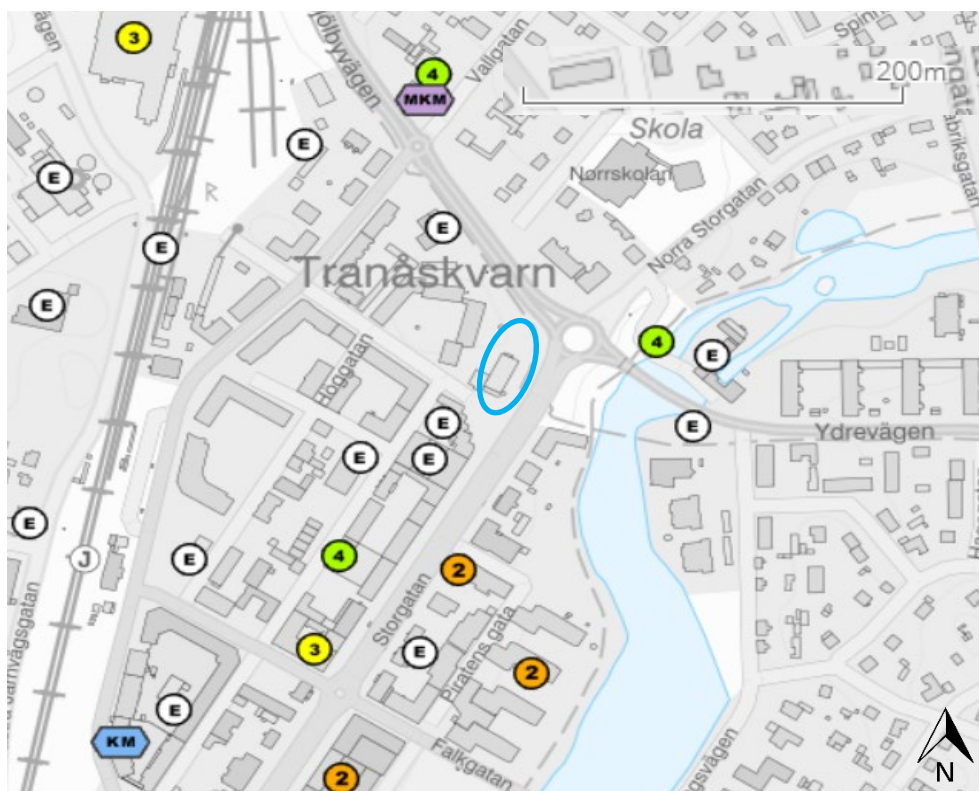 3
4
MKM
Vallgatan
200m
Skola
Norrskolan
Norra Storgatan
E
E
E
E
E
Tranåskvarn
Höggatan
4
E
E
E
E
E
Ydrevägen
E
J
E
4
2
Storgatan
3
E
Piratens gata
2
E
KM
Falkgatan
2
N